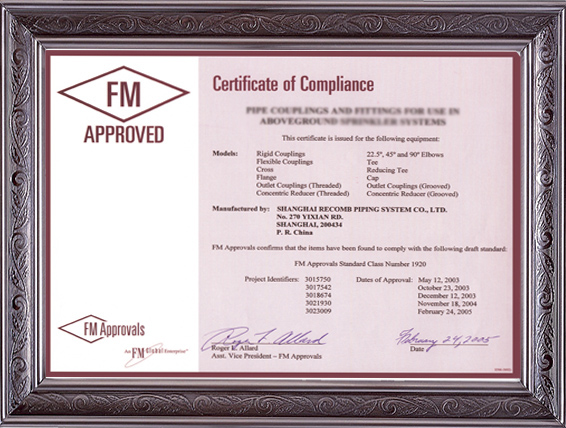 FM
APPROVED
Certificate of Compliance
PIPE COUPLINGS AND FITTINGS FOR USE IN
ABOVEGROUND SPRINKLER SYSTEMS
This certificate is issued for the following equipment:
Models: Rigid Couplings 22.5°, 45° and 90° Elbows
Flexible Couplings Tee
Cross Reducing Tee
Flange Cap
Outlet Couplings (Threaded) Outlet Couplings (Grooved)
Concentric Reducer (Threaded) Concentric Reducer (Grooved)
Manufactured by: SHANGHAI RECOMB PIPING SYSTEM CO., LTD.
No. 270 YIXIAN RD.
SHANGHAI, 200434
P. R. China
FM Approvals confirms that the items have been found to comply with the following draft standard:
FM Approvals Standard Class Number 1920
Project Identifiers: 3015750 Dates of Approval: May 12, 2003
3017542 October 23, 2003
3018674 December 12, 2003
3021930 November 18, 2004
3023009 February 24, 2005
FM Approvals
An FM Global Enterprise
Roger L. Allard February 24, 2005
Roger L. Allard Date
Asst. Vice President – FM Approvals